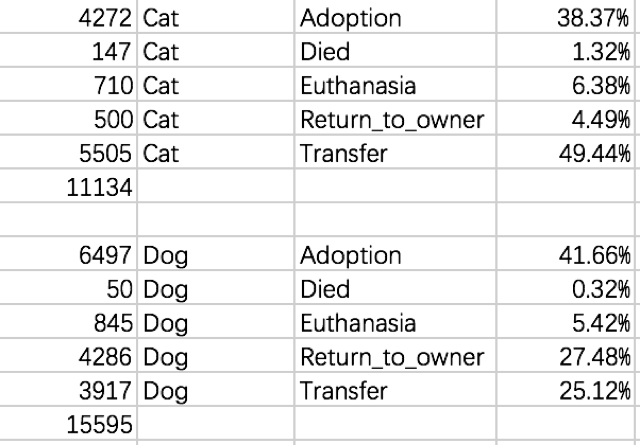 4272 Cat Adoption 38.37%
147 Cat Died 1.32%
710 Cat Euthanasia 6.38%
500 Cat Return_to_owner 4.49%
5505 Cat Transfer 49.44%
11134
6497 Dog Adoption 41.66%
50 Dog Died 0.32%
845 Dog Euthanasia 5.42%
4286 Dog Return_to_owner 27.48%
3917 Dog Transfer 25.12%
15595